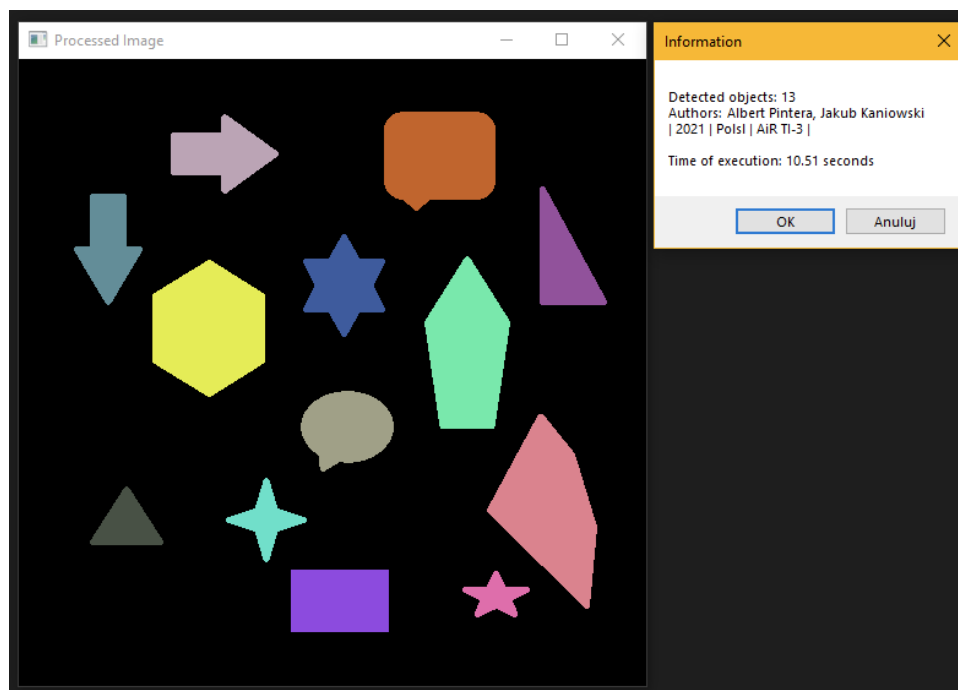 Processed Image
Information
Detected objects: 13
Authors: Albert Pintera, Jakub Kaniowski
| 2021 | Polsl | AiR TI-3 |
Time of execution: 10.51 seconds
OK
Anuluj